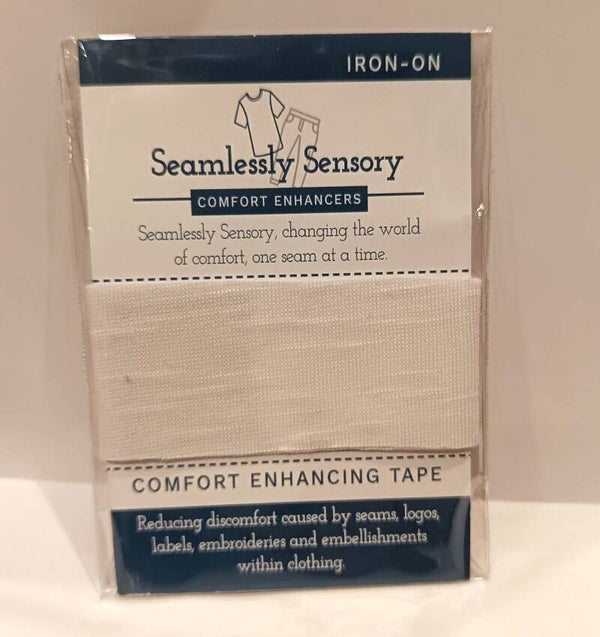 IRON-ON
Seamlessly Sensory
COMFORT ENHANCERS
Seamlessly Sensory, changing the world
of comfort, one seam at a time.
COMFORT ENHANCING TAPE
Reducing discomfort caused by seams, logos,
labels, embroideries and embellishments
within clothing.